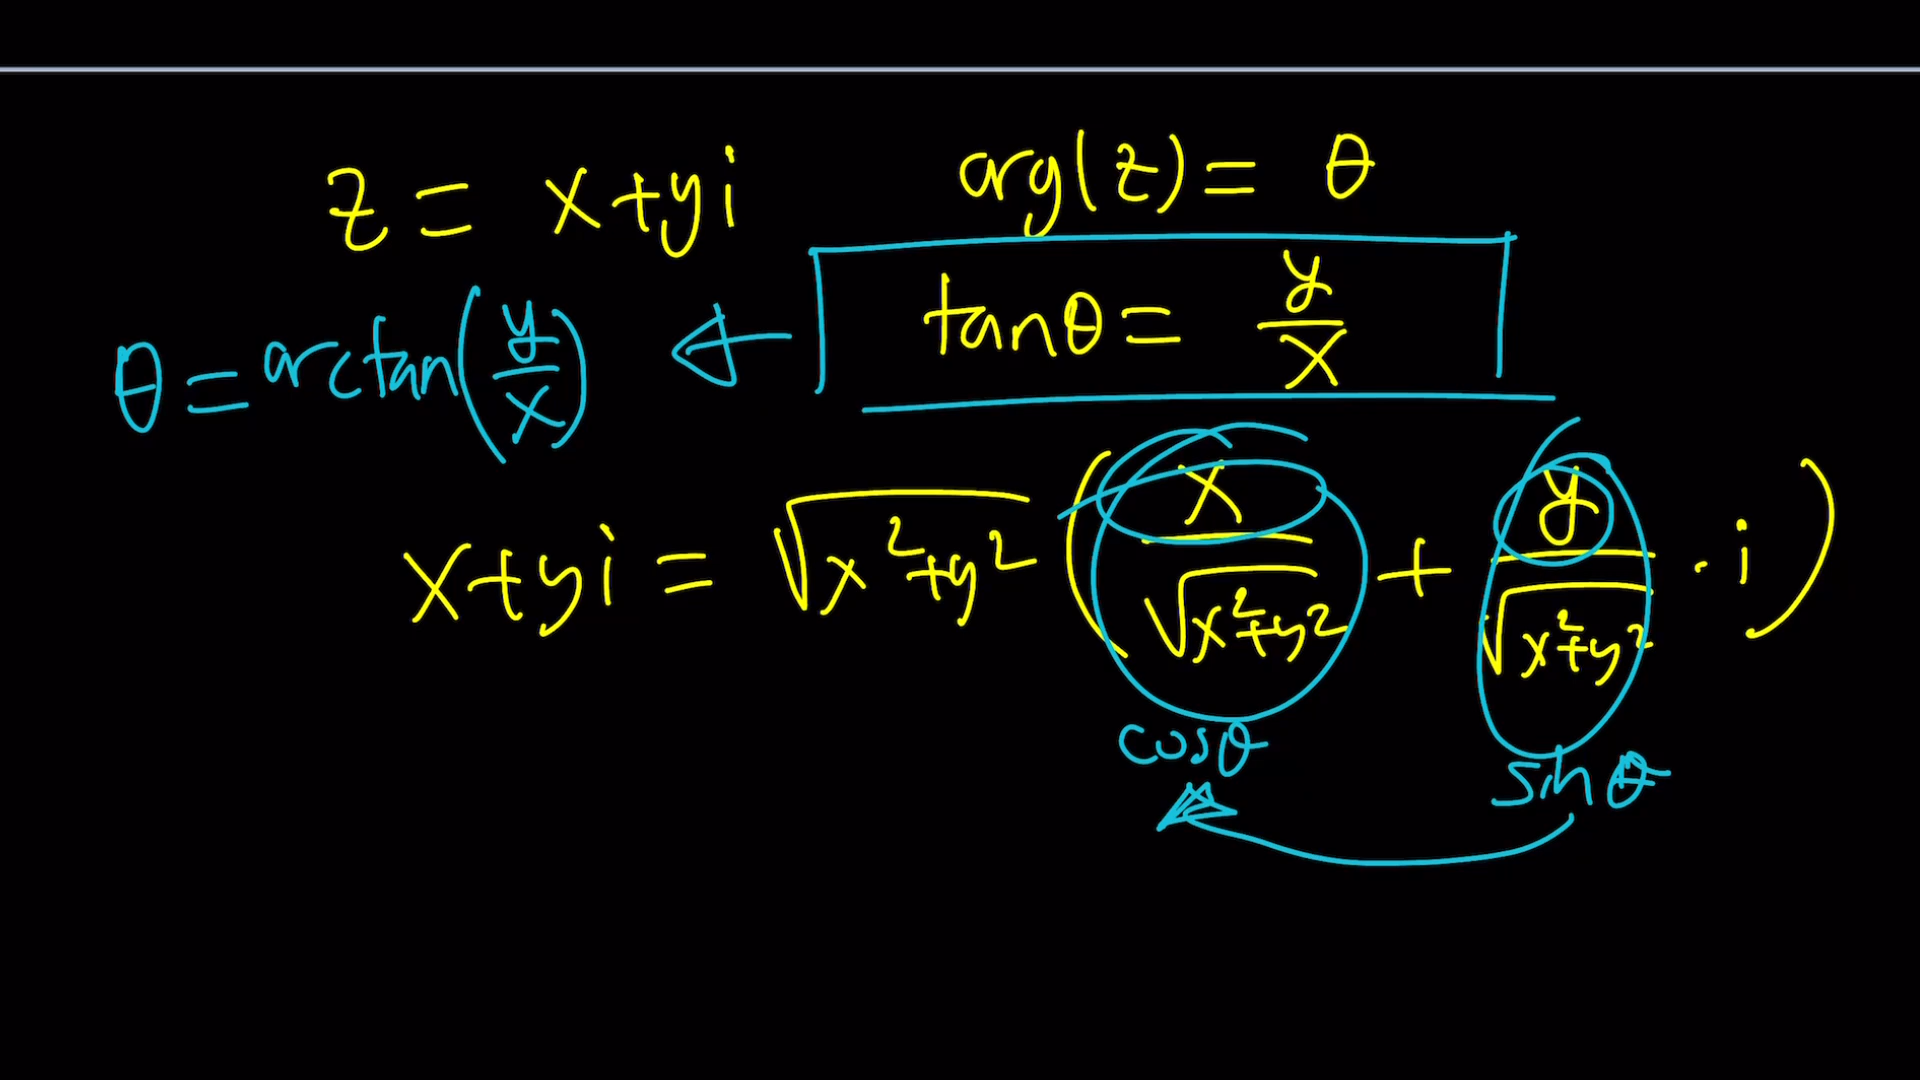 z = x+yi
arg(z) = θ
tanθ = y/x
θ = arctan(y/x)
x+yi = √(x²+y²) (x/√(x²+y²) + y/√(x²+y²) · i)
cosθ
sinθ